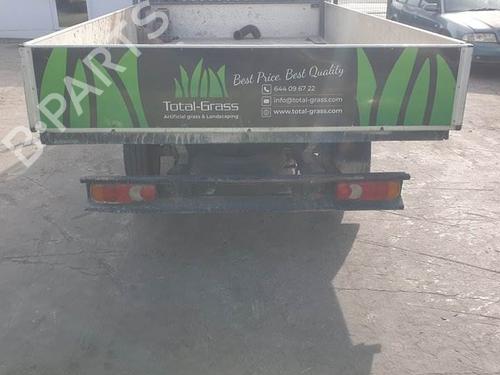 B PARTS
Total-Grass
Artificial grass & Landscaping
Best Price, Best Quality
644 09 67 22
info@total-grass.com
www.total-grass.com